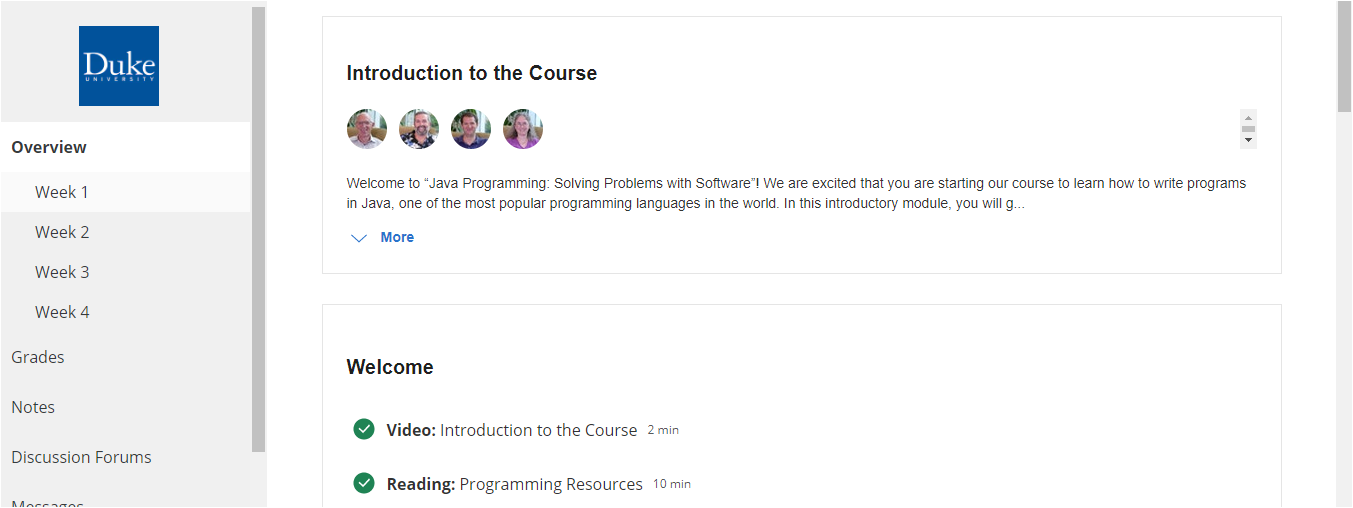 Duke
UNIVERSITY
Overview
Week 1
Week 2
Week 3
Week 4
Grades
Notes
Discussion Forums
Messages
Introduction to the Course
Welcome to “Java Programming: Solving Problems with Software”! We are excited that you are starting our course to learn how to write programs
in Java, one of the most popular programming languages in the world. In this introductory module, you will g...
More
Welcome
Video: Introduction to the Course 2 min
Reading: Programming Resources 10 min